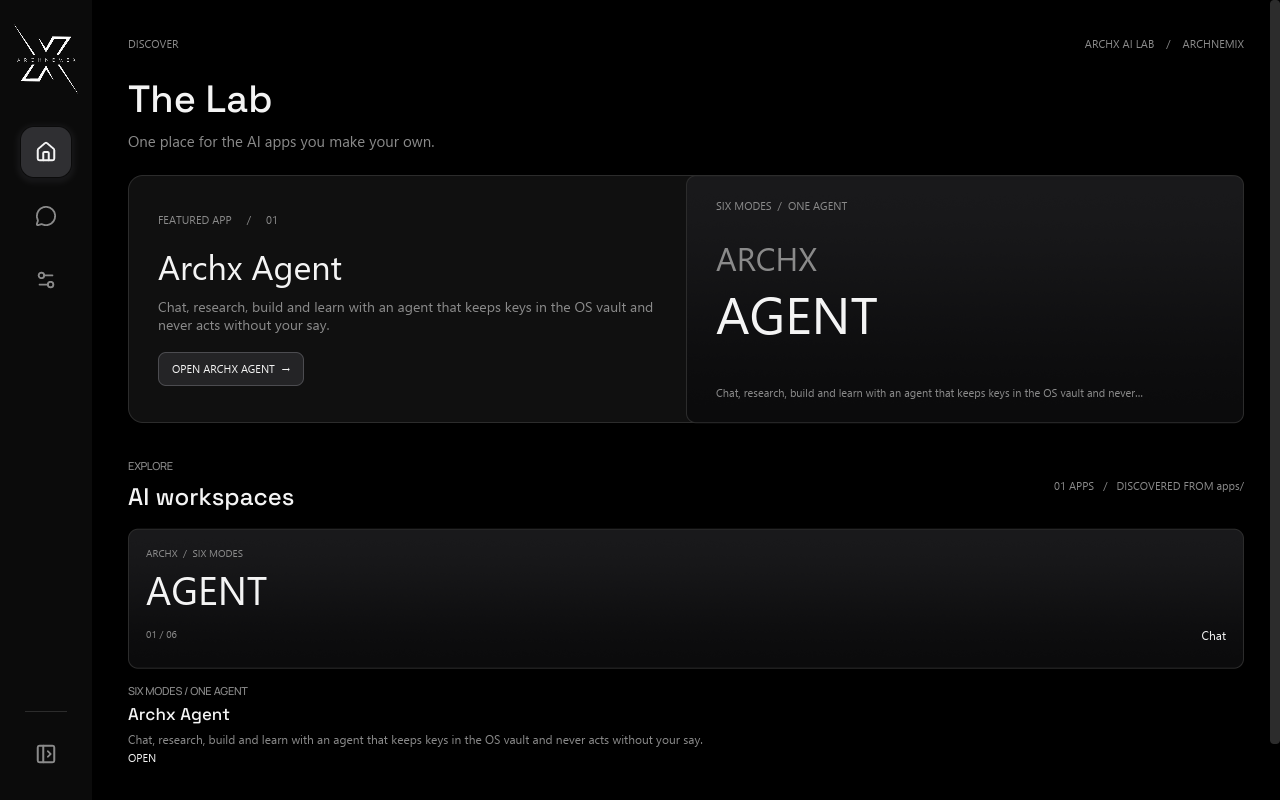 ARCHNEMIX
DISCOVER
ARCHX AI LAB / ARCHNEMIX
The Lab
One place for the AI apps you make your own.
FEATURED APP / 01
Archx Agent
Chat, research, build and learn with an agent that keeps keys in the OS vault and
never acts without your say.
OPEN ARCHX AGENT →
SIX MODES / ONE AGENT
ARCHX
AGENT
Chat, research, build and learn with an agent that keeps keys in the OS vault and never...
EXPLORE
AI workspaces
01 APPS / DISCOVERED FROM apps/
ARCHX / SIX MODES
AGENT
01 / 06
Chat
SIX MODES / ONE AGENT
Archx Agent
Chat, research, build and learn with an agent that keeps keys in the OS vault and never acts without your say.
OPEN